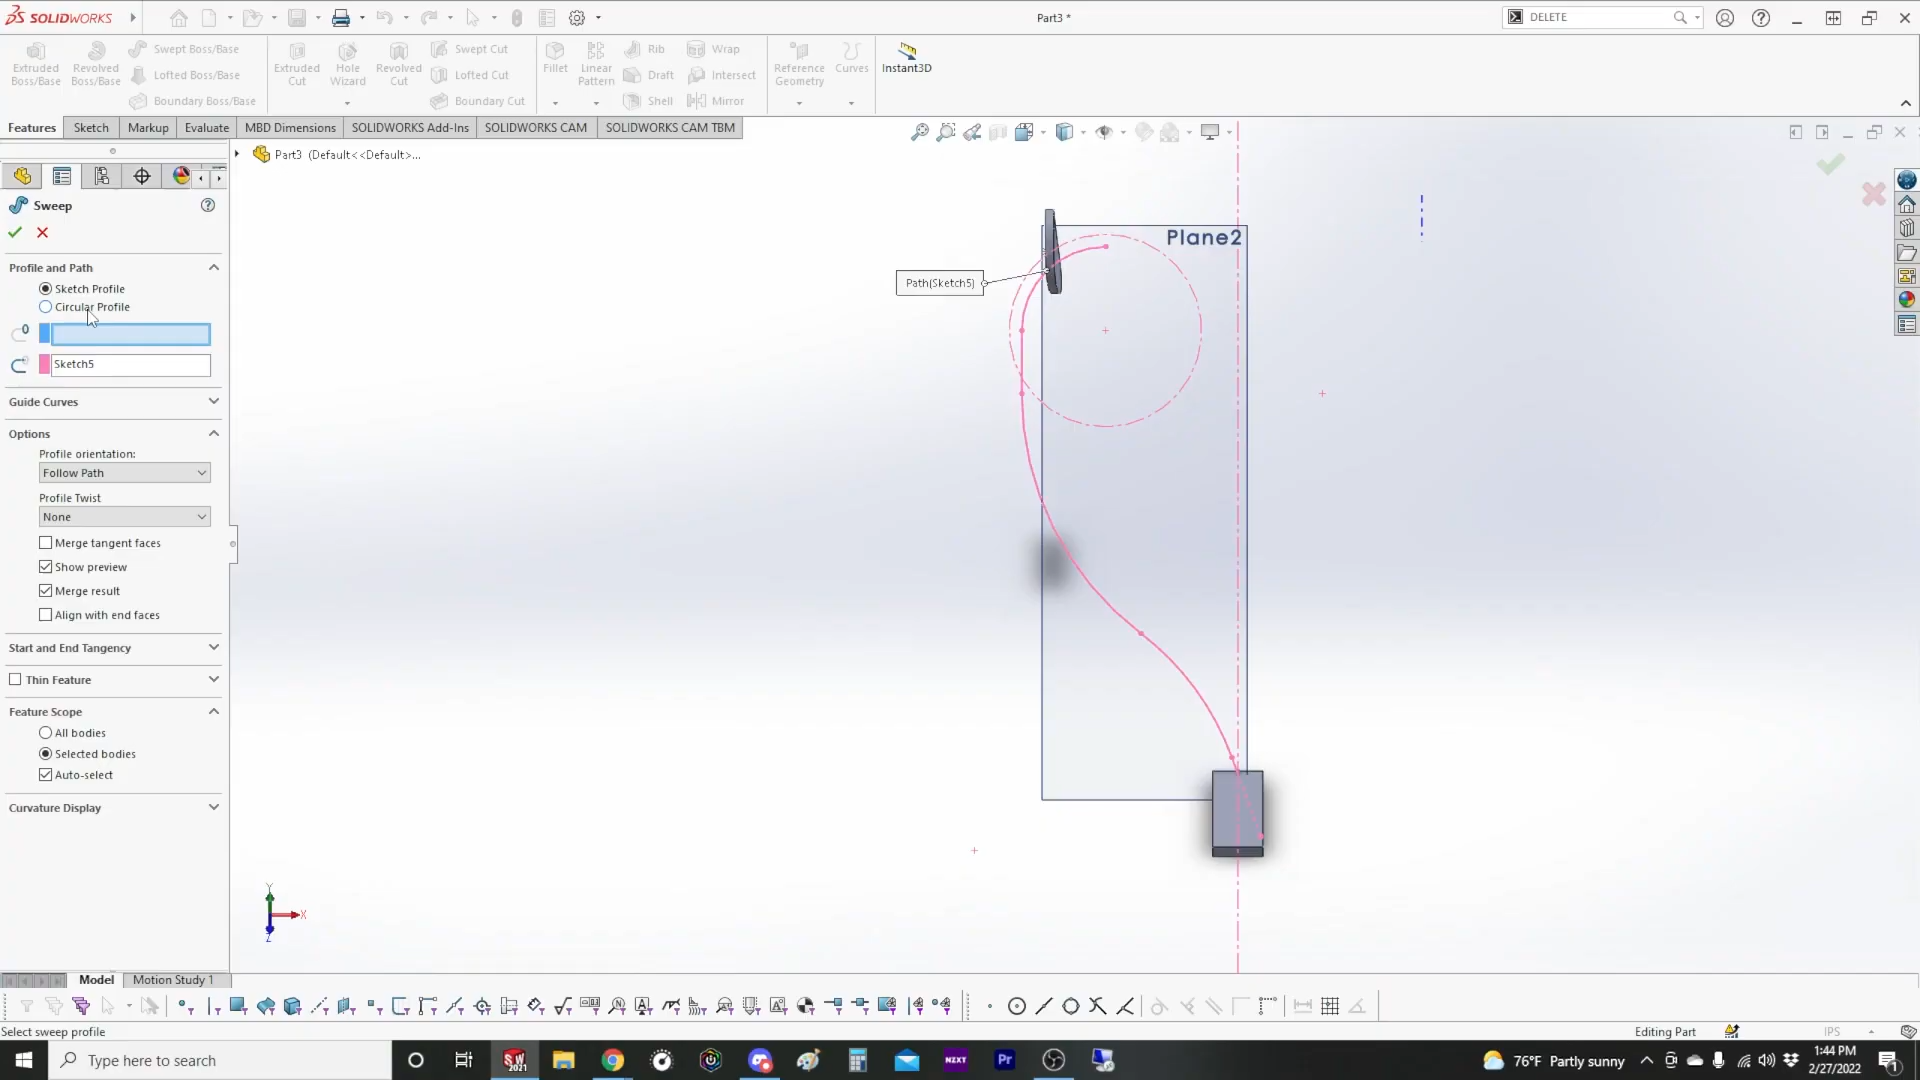 SOLIDWORKS
Part3 *
DELETE
Extruded Boss/Base
Revolved Boss/Base
Swept Boss/Base
Lofted Boss/Base
Boundary Boss/Base
Extruded Cut
Hole Wizard
Revolved Cut
Swept Cut
Lofted Cut
Boundary Cut
Fillet
Linear Pattern
Rib
Draft
Shell
Wrap
Intersect
Mirror
Reference Geometry
Curves
Instant3D
Features
Sketch
Markup
Evaluate
MBD Dimensions
SOLIDWORKS Add-Ins
SOLIDWORKS CAM
SOLIDWORKS CAM TBM
Part3 (Default<<Default>...
Sweep
Profile and Path
Sketch Profile
Circular Profile
Sketch5
Guide Curves
Options
Profile orientation:
Follow Path
Profile Twist
None
Merge tangent faces
Show preview
Merge result
Align with end faces
Start and End Tangency
Thin Feature
Feature Scope
All bodies
Selected bodies
Auto-select
Curvature Display
Plane2
Path(Sketch5)
Y
X
Z
Model
Motion Study 1
Select sweep profile
Editing Part
IPS
Type here to search
SW
2021
NZXT
Pr
76°F Partly sunny
1:44 PM
2/27/2022
1